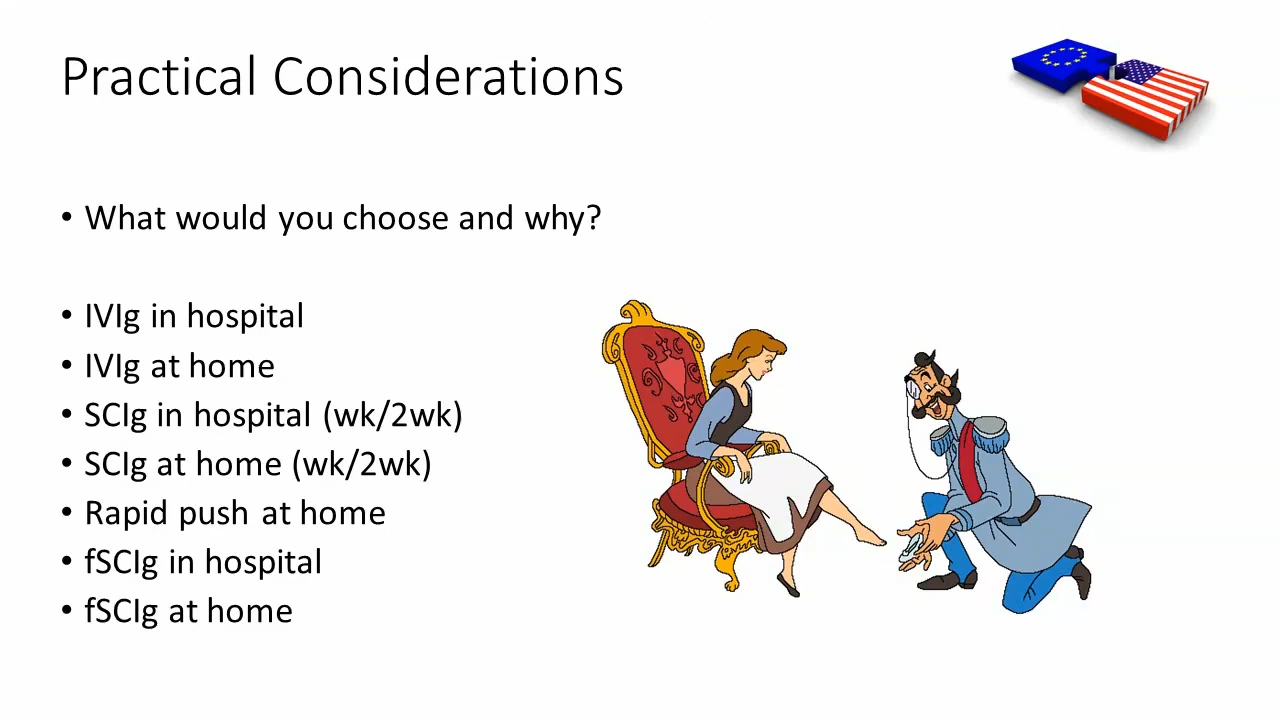 Practical Considerations
• What would you choose and why?
• IVIg in hospital
• IVIg at home
• SCIg in hospital (wk/2wk)
• SCIg at home (wk/2wk)
• Rapid push at home
• fSCIg in hospital
• fSCIg at home